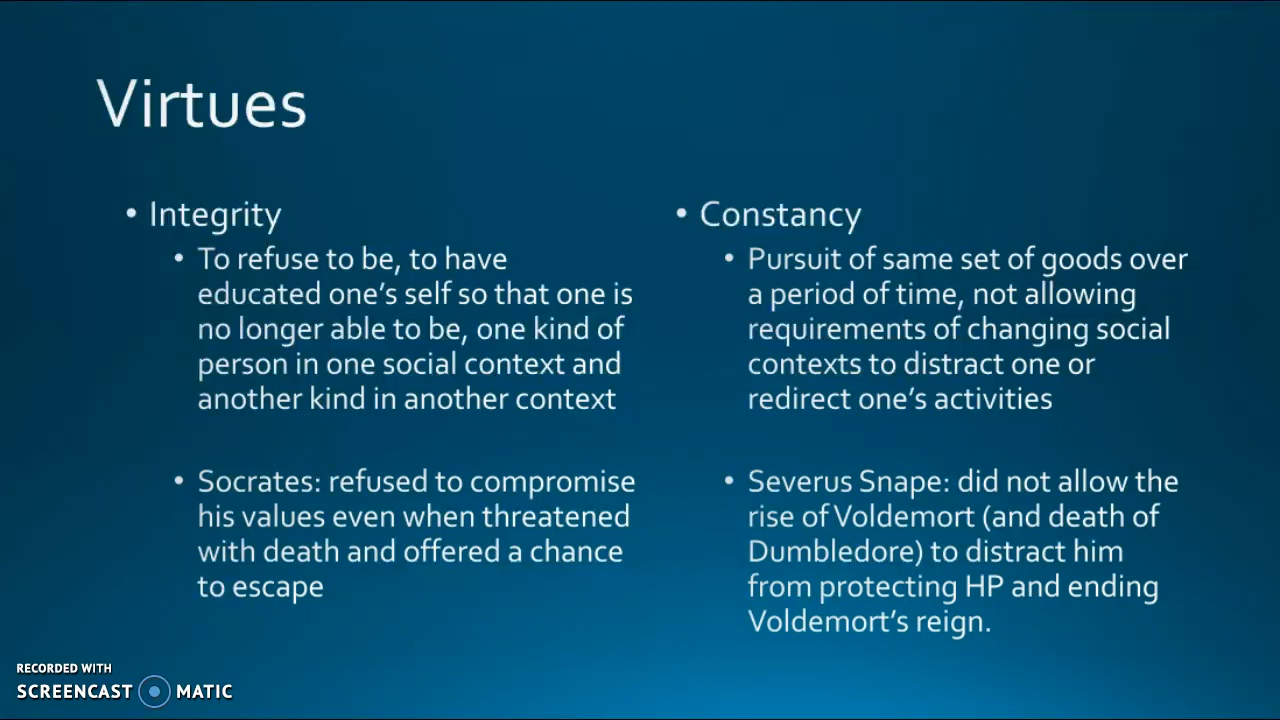 Virtues
• Integrity
• To refuse to be, to have
educated one's self so that one is
no longer able to be, one kind of
person in one social context and
another kind in another context
• Socrates: refused to compromise
his values even when threatened
with death and offered a chance
to escape
• Constancy
• Pursuit of same set of goods over
a period of time, not allowing
requirements of changing social
contexts to distract one or
redirect one's activities
• Severus Snape: did not allow the
rise of Voldemort (and death of
Dumbledore) to distract him
from protecting HP and ending
Voldemort's reign.
RECORDED WITH
SCREENCAST MATIC